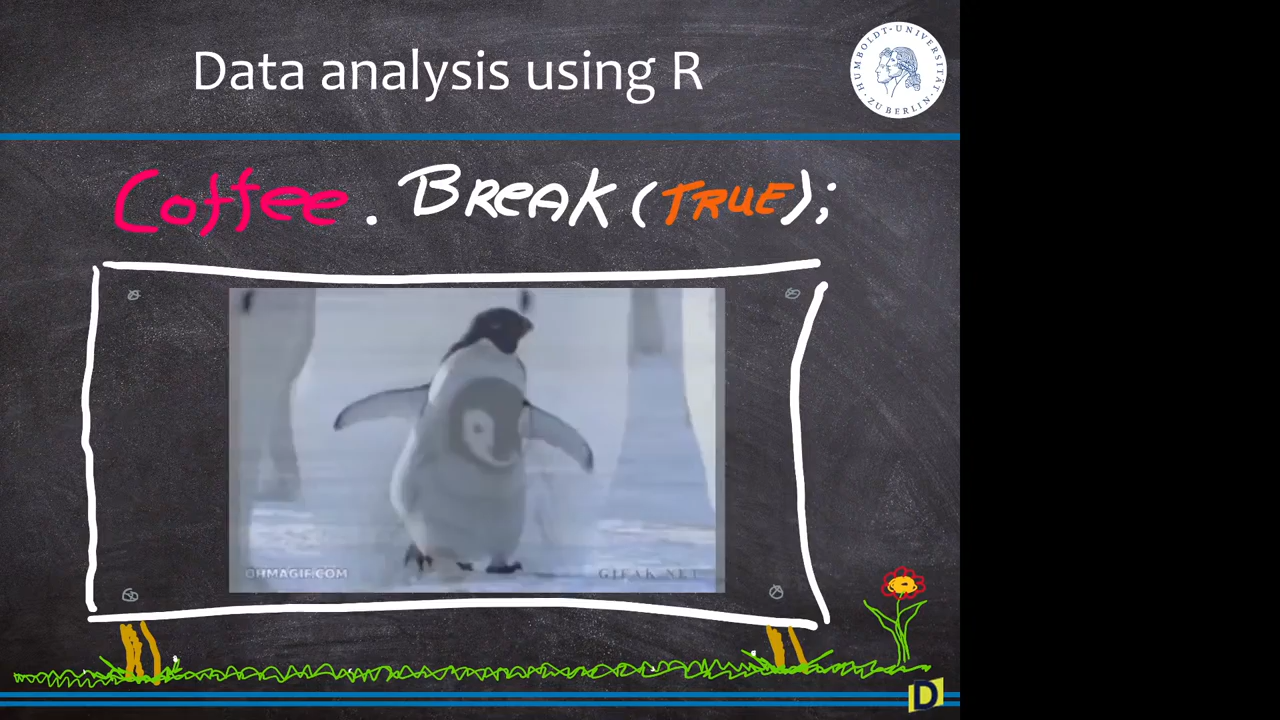 Data analysis using R
HUMBOLDT-UNIVERSITÄT
ZU BERLIN
Coffee . Break (TRUE);
OHMAGIF.COM
GIFAK NET
D